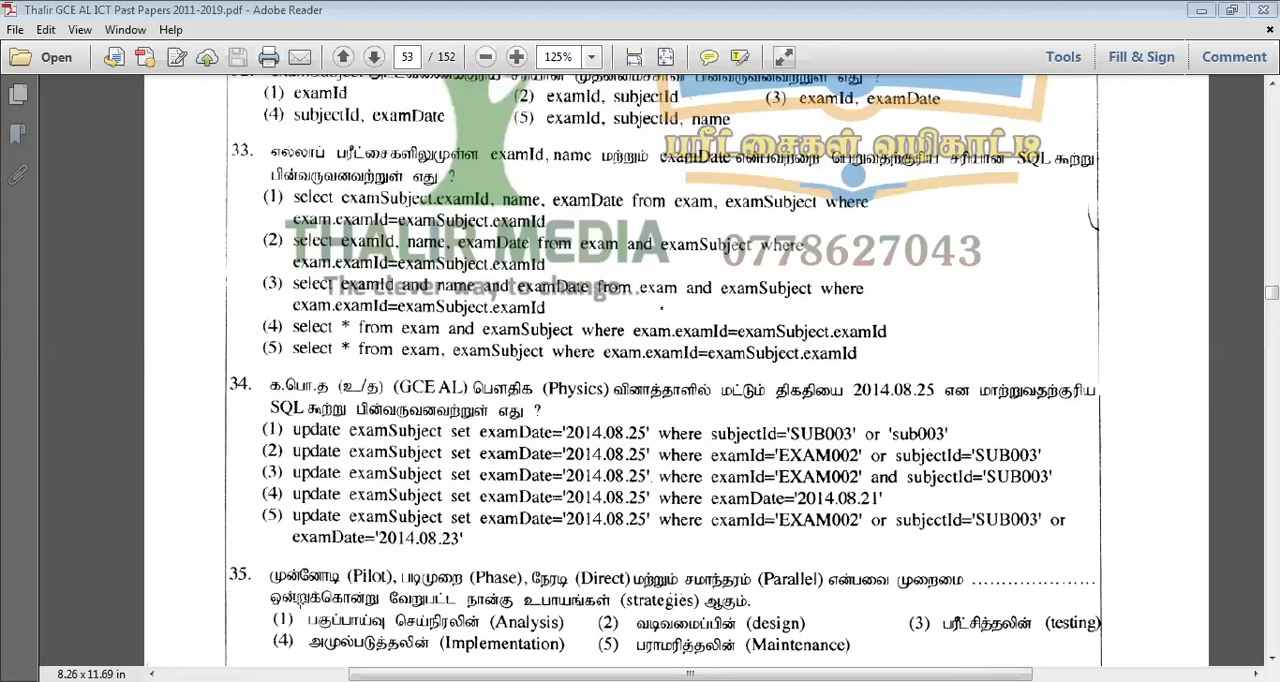 Thalir GCE AL ICT Past Papers 2011-2019.pdf - Adobe Reader
File Edit View Window Help
Open 53 / 152 125% Tools Fill & Sign Comment
(1) examId (2) examId, subjectId (3) examId, examDate
(4) subjectId, examDate (5) examId, subjectId, name
பரீட்சைகள் வழிகாட்டி
33. எல்லாப் பரீட்சைகளிலுமுள்ள examId, name மற்றும் examDate என்பவற்றை பெறுவதற்குரிய சரியான SQL கூற்று
பின்வருவனவற்றுள் எது ?
(1) select examSubject.examId, name, examDate from exam, examSubject where
exam.examId=examSubject.examId
THALIR MEDIA 0778627043
(2) select examId, name, examDate from exam and examSubject where
exam.examId=examSubject.examId
The clever way to change...
(3) select examId and name and examDate from exam and examSubject where
exam.examId=examSubject.examId
(4) select * from exam and examSubject where exam.examId=examSubject.examId
(5) select * from exam, examSubject where exam.examId=examSubject.examId
34. க.பொ.த (உ/த) (GCE AL) பௌதிக (Physics) வினாத்தாளில் மட்டும் திகதியை 2014.08.25 என மாற்றுவதற்குரிய
SQL கூற்று பின்வருவனவற்றுள் எது ?
(1) update examSubject set examDate='2014.08.25' where subjectId='SUB003' or 'sub003'
(2) update examSubject set examDate='2014.08.25' where examId='EXAM002' or subjectId='SUB003'
(3) update examSubject set examDate='2014.08.25' where examId='EXAM002' and subjectId='SUB003'
(4) update examSubject set examDate='2014.08.25' where examDate='2014.08.21'
(5) update examSubject set examDate='2014.08.25' where examId='EXAM002' or subjectId='SUB003' or
examDate='2014.08.23'
35. முன்னோடி (Pilot), படிமுறை (Phase), நேரடி (Direct) மற்றும் சமாந்தரம் (Parallel) என்பவை முறைமை ......................
ஒன்றுக்கொன்று வேறுபட்ட நான்கு உபாயங்கள் (strategies) ஆகும்.
(1) பகுப்பாய்வு செய்நிரலின் (Analysis) (2) வடிவமைப்பின் (design) (3) பரீட்சித்தலின் (testing)
(4) அமுல்படுத்தலின் (Implementation) (5) பராமரித்தலின் (Maintenance)
8.26 x 11.69 in